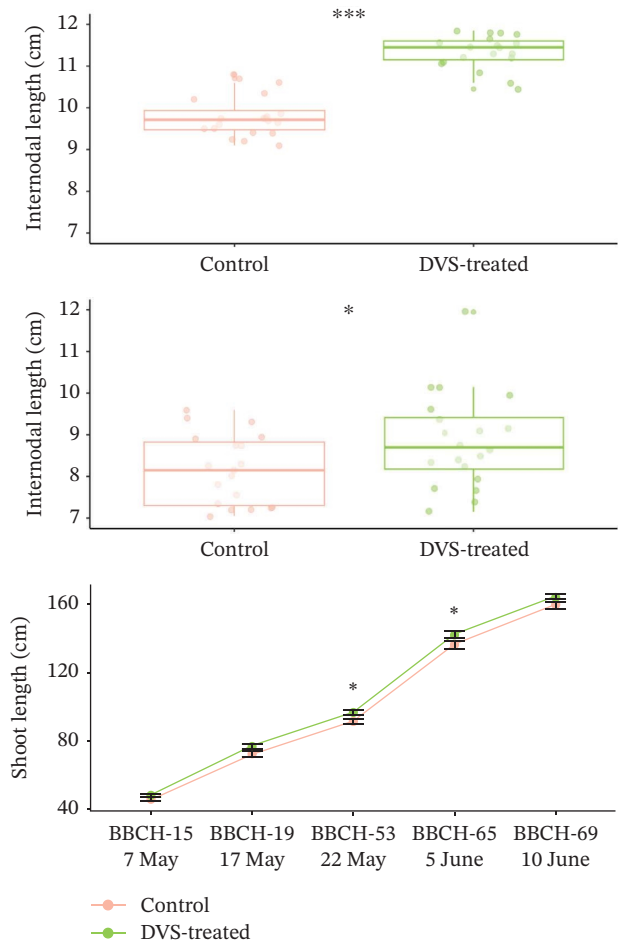 ***
12
11
10
9
8
7
Internodal length (cm)
Control DVS-treated
*
12
11
10
9
8
7
Internodal length (cm)
Control DVS-treated
160
120
80
40
Shoot length (cm)
*
*
BBCH-15 BBCH-19 BBCH-53 BBCH-65 BBCH-69
7 May 17 May 22 May 5 June 10 June
Control
DVS-treated